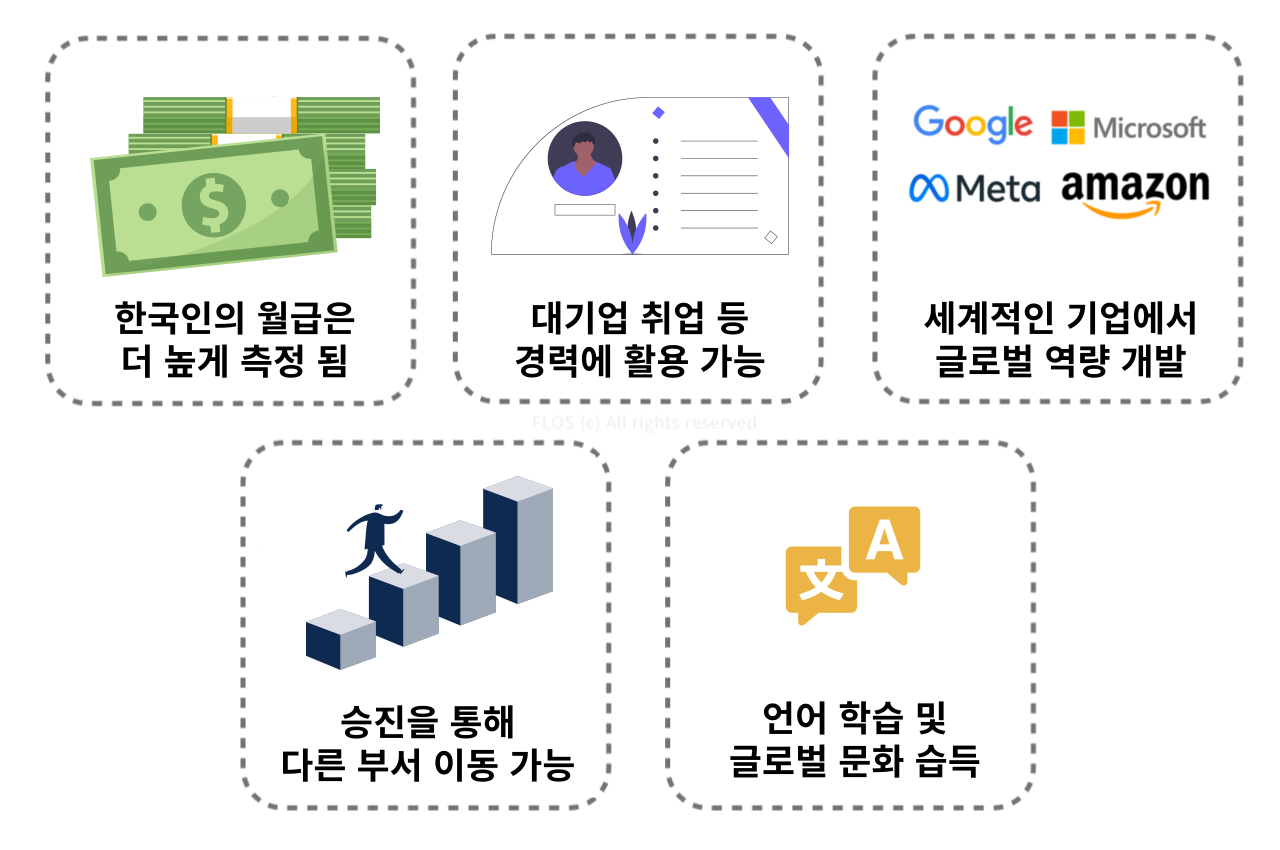 Google Microsoft
Meta amazon
한국인의 월급은
더 높게 측정 됨
대기업 취업 등
경력에 활용 가능
세계적인 기업에서
글로벌 역량 개발
FLOS (c) All rights reserved
文 A
승진을 통해
다른 부서 이동 가능
언어 학습 및
글로벌 문화 습득